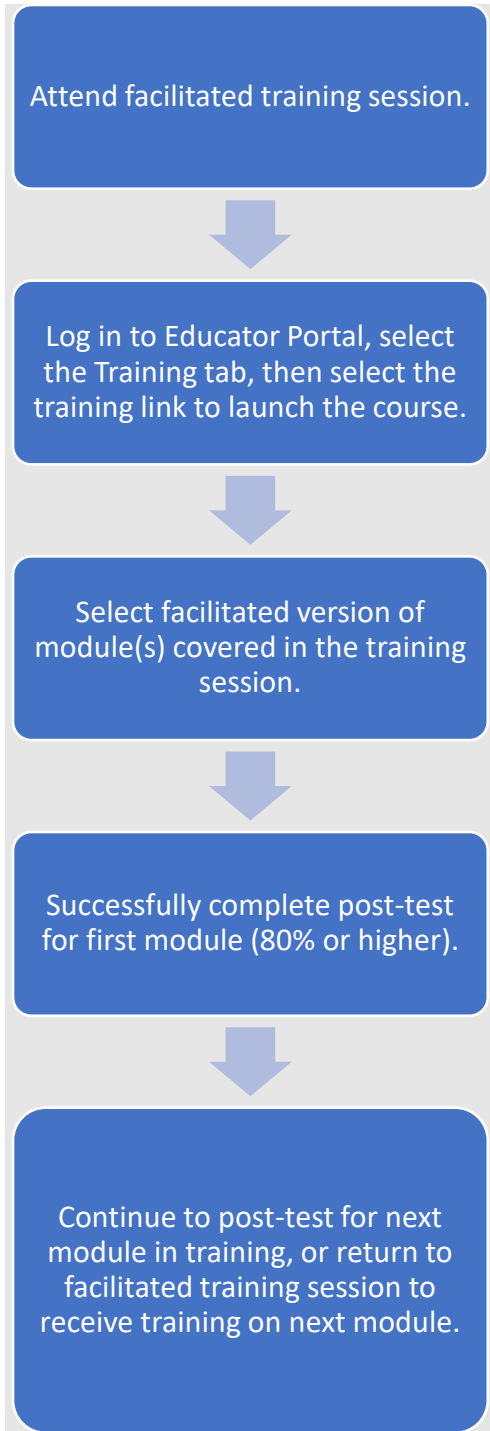 Attend facilitated training session.
Log in to Educator Portal, select
the Training tab, then select the
training link to launch the course.
Select facilitated version of
module(s) covered in the training
session.
Successfully complete post-test
for first module (80% or higher).
Continue to post-test for next
module in training, or return to
facilitated training session to
receive training on next module.